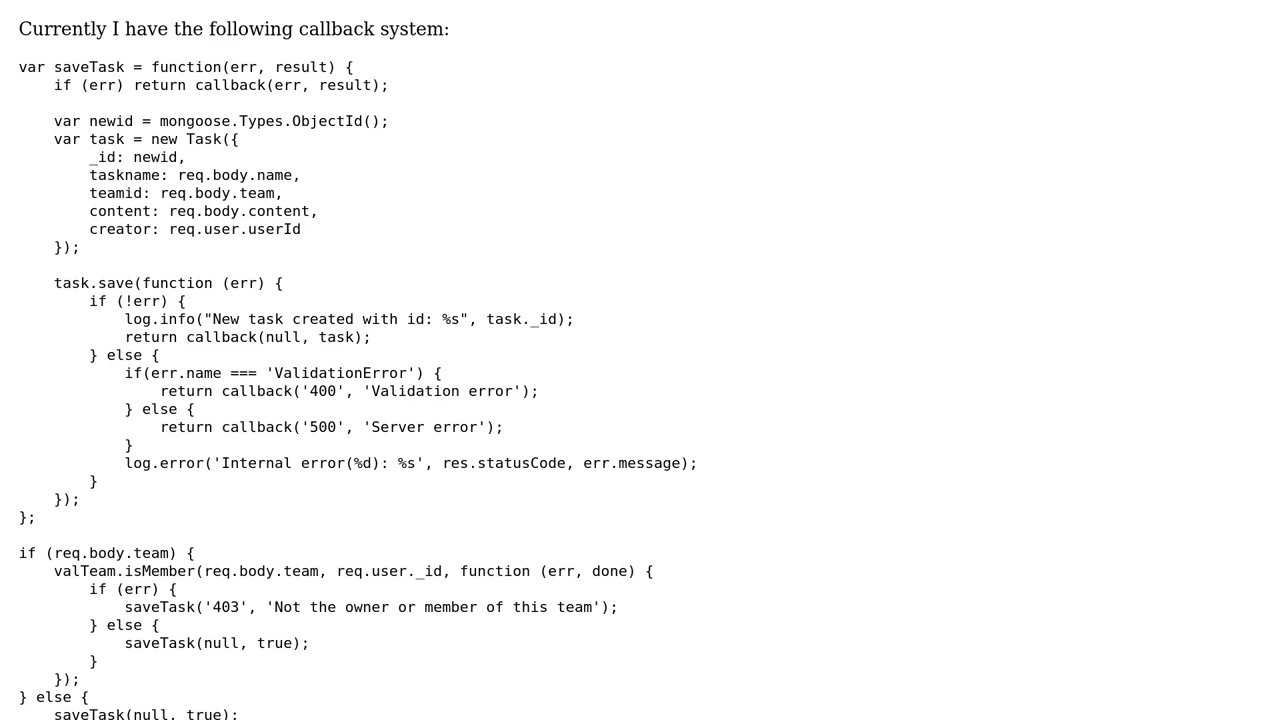 Currently I have the following callback system:
var saveTask = function(err, result) {
    if (err) return callback(err, result);

    var newid = mongoose.Types.ObjectId();
    var task = new Task({
        _id: newid,
        taskname: req.body.name,
        teamid: req.body.team,
        content: req.body.content,
        creator: req.user.userId
    });

    task.save(function (err) {
        if (!err) {
            log.info("New task created with id: %s", task._id);
            return callback(null, task);
        } else {
            if(err.name === 'ValidationError') {
                return callback('400', 'Validation error');
            } else {
                return callback('500', 'Server error');
            }
            log.error('Internal error(%d): %s', res.statusCode, err.message);
        }
    });
};

if (req.body.team) {
    valTeam.isMember(req.body.team, req.user._id, function (err, done) {
        if (err) {
            saveTask('403', 'Not the owner or member of this team');
        } else {
            saveTask(null, true);
        }
    });
} else {
    saveTask(null, true);